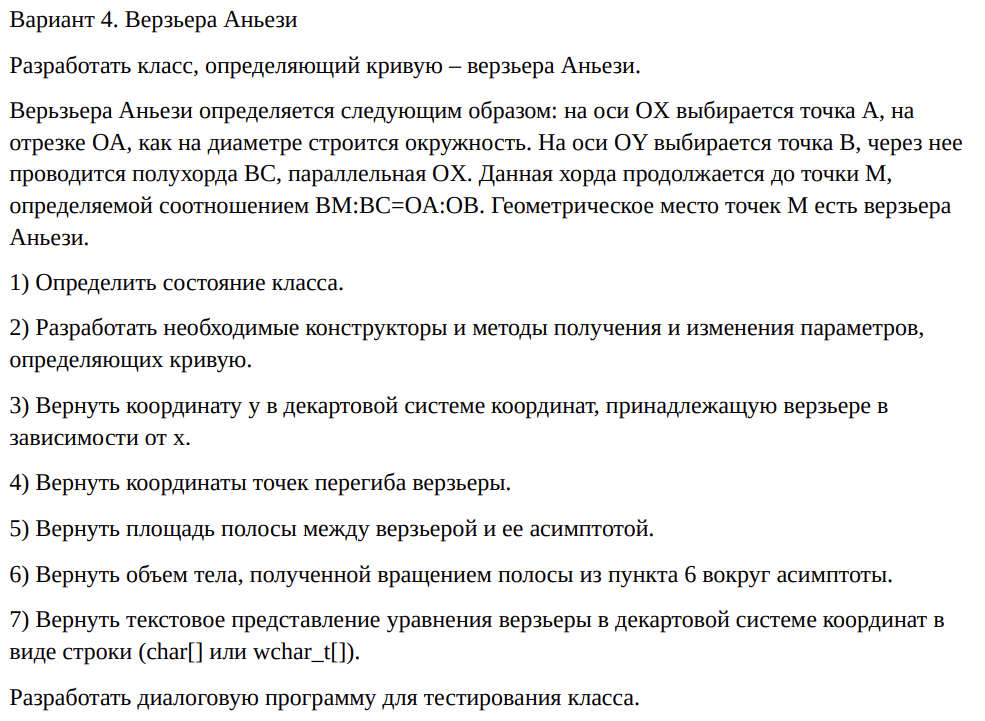 Вариант 4. Верзьера Аньези
Разработать класс, определяющий кривую – верзьера Аньези.
Верьзьера Аньези определяется следующим образом: на оси OX выбирается точка A, на
отрезке OA, как на диаметре строится окружность. На оси OY выбирается точка B, через нее
проводится полухорда BC, параллельная OX. Данная хорда продолжается до точки M,
определяемой соотношением BM:BC=OA:OB. Геометрическое место точек M есть верзьера
Аньези.
1) Определить состояние класса.
2) Разработать необходимые конструкторы и методы получения и изменения параметров,
определяющих кривую.
3) Вернуть координату y в декартовой системе координат, принадлежащую верзьере в
зависимости от x.
4) Вернуть координаты точек перегиба верзьеры.
5) Вернуть площадь полосы между верзьерой и ее асимптотой.
6) Вернуть объем тела, полученной вращением полосы из пункта 6 вокруг асимптоты.
7) Вернуть текстовое представление уравнения верзьеры в декартовой системе координат в
виде строки (char[] или wchar_t[]).
Разработать диалоговую программу для тестирования класса.